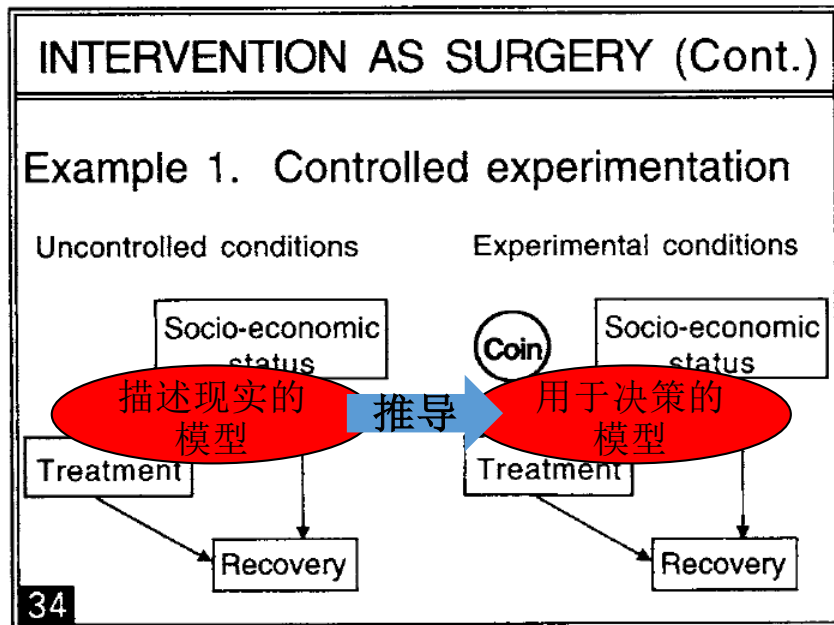 INTERVENTION AS SURGERY (Cont.)
Example 1. Controlled experimentation
Uncontrolled conditions
Experimental conditions
Socio-economic
status
Coin
Socio-economic
status
描述现实的
模型
推导
用于决策的
模型
Treatment
Treatment
Recovery
Recovery
34